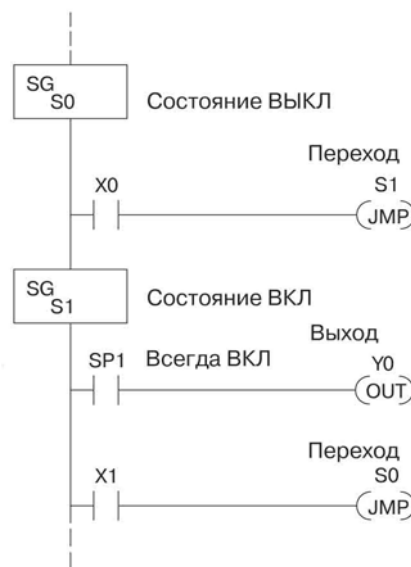 SG
S0
Состояние ВЫКЛ
Переход
X0
S1
JMP
SG
S1
Состояние ВКЛ
Выход
SP1
Всегда ВКЛ
Y0
OUT
Переход
X1
S0
JMP